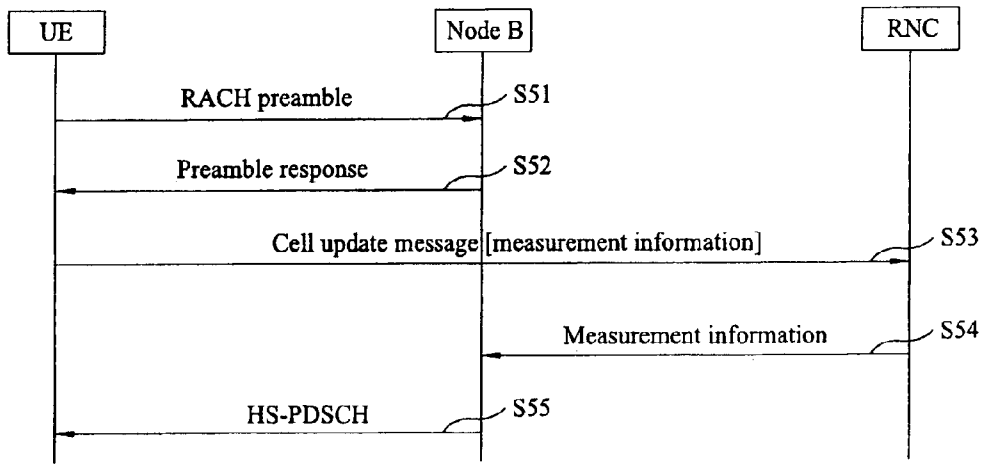 UE
Node B
RNC
RACH preamble
S51
Preamble response
S52
Cell update message [measurement information]
S53
Measurement information
S54
HS-PDSCH
S55